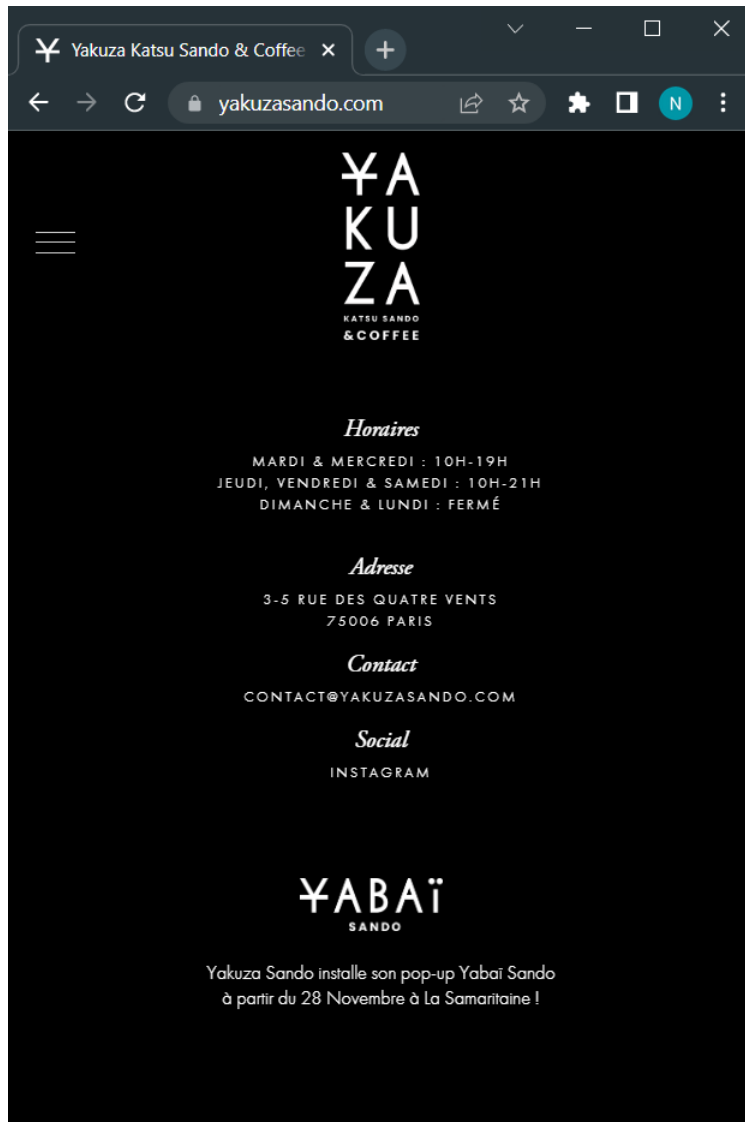 Yakuza Katsu Sando & Coffee
yakuzasando.com
N
YA
KU
ZA
KATSU SANDO
&COFFEE
Horaires
MARDI & MERCREDI : 10H-19H
JEUDI, VENDREDI & SAMEDI : 10H-21H
DIMANCHE & LUNDI : FERMÉ
Adresse
3-5 RUE DES QUATRE VENTS
75006 PARIS
Contact
CONTACT@YAKUZASANDO.COM
Social
INSTAGRAM
YABAï
SANDO
Yakuza Sando installe son pop-up Yabaï Sando
à partir du 28 Novembre à La Samaritaine !